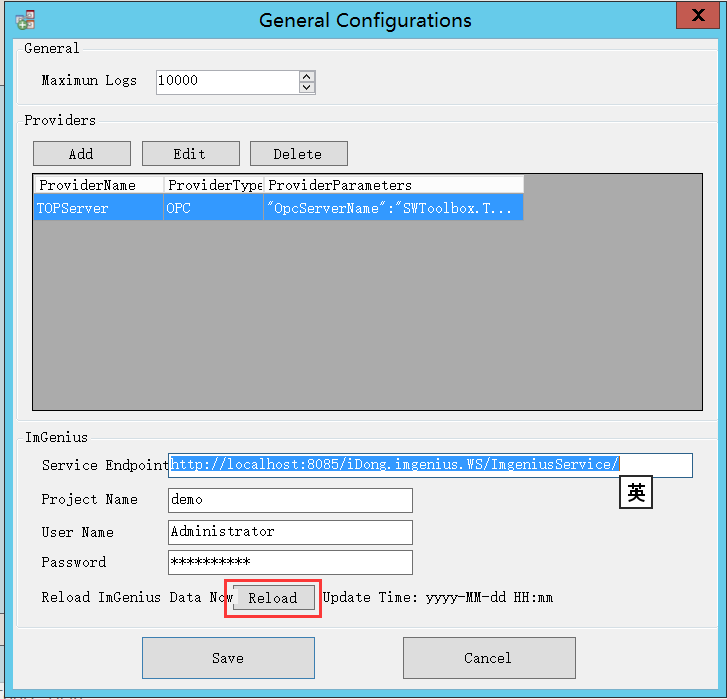 General Configurations
X
General
Maximun Logs 10000
Providers
Add Edit Delete
ProviderName ProviderType ProviderParameters
TOPServer OPC "OpcServerName":"SWToolbox.T...
ImGenius
Service Endpoint http://localhost:8085/iDong.imgenius.WS/ImgeniusService/
英
Project Name demo
User Name Administrator
Password **********
Reload ImGenius Data Now Reload Update Time: yyyy-MM-dd HH:mm
Save Cancel